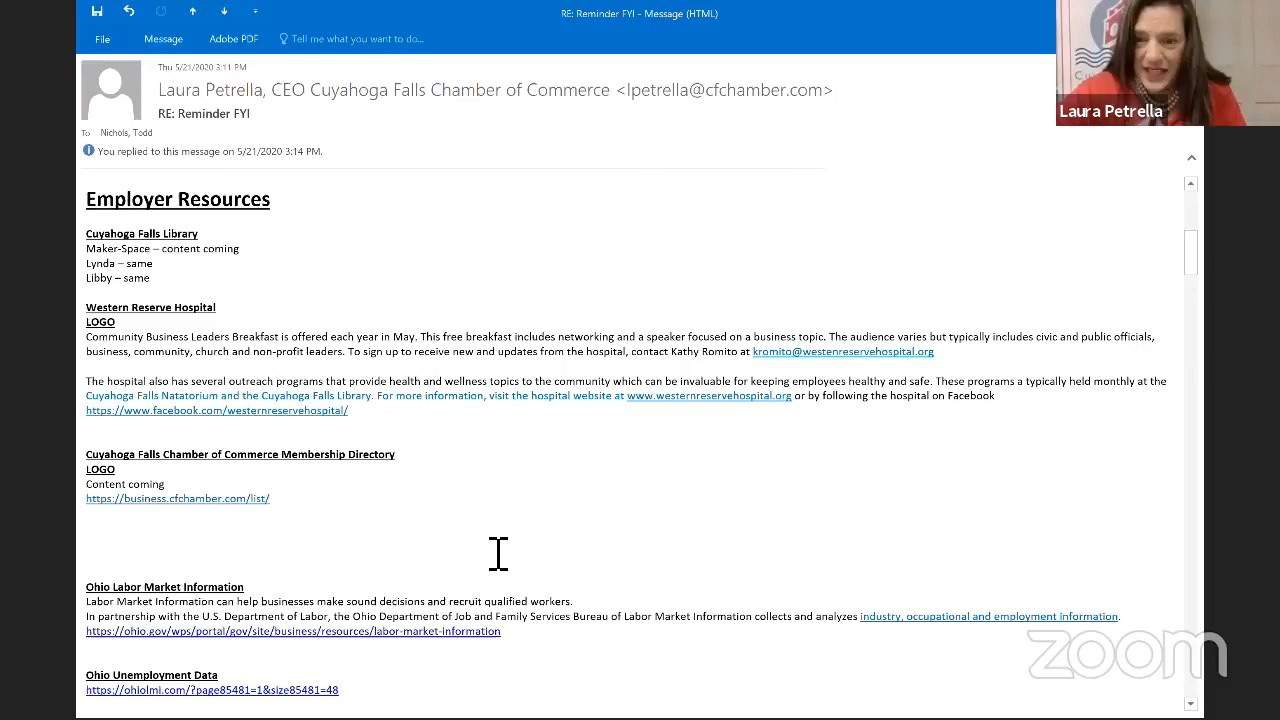 RE: Reminder FYI - Message (HTML)
File Message Adobe PDF Tell me what you want to do...
Thu 5/21/2020 3:11 PM
Laura Petrella, CEO Cuyahoga Falls Chamber of Commerce <lpetrella@cfchamber.com>
RE: Reminder FYI
To Nichols, Todd
You replied to this message on 5/21/2020 3:14 PM.
Laura Petrella
Employer Resources
Cuyahoga Falls Library
Maker-Space – content coming
Lynda – same
Libby – same
Western Reserve Hospital
LOGO
Community Business Leaders Breakfast is offered each year in May. This free breakfast includes networking and a speaker focused on a business topic. The audience varies but typically includes civic and public officials,
business, community, church and non-profit leaders. To sign up to receive new and updates from the hospital, contact Kathy Romito at kromito@westenreservehospital.org
The hospital also has several outreach programs that provide health and wellness topics to the community which can be invaluable for keeping employees healthy and safe. These programs a typically held monthly at the
Cuyahoga Falls Natatorium and the Cuyahoga Falls Library. For more information, visit the hospital website at www.westernreservehospital.org or by following the hospital on Facebook
https://www.facebook.com/westernreservehospital/
Cuyahoga Falls Chamber of Commerce Membership Directory
LOGO
Content coming
https://business.cfchamber.com/list/
Ohio Labor Market Information
Labor Market Information can help businesses make sound decisions and recruit qualified workers.
In partnership with the U.S. Department of Labor, the Ohio Department of Job and Family Services Bureau of Labor Market Information collects and analyzes industry, occupational and employment information.
https://ohio.gov/wps/portal/gov/site/business/resources/labor-market-information
Ohio Unemployment Data
https://ohiolmi.com/?page85481=1&size85481=48
zoom